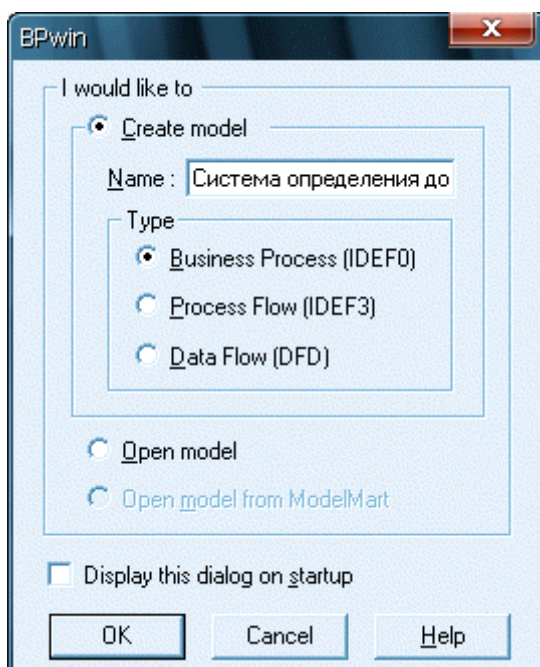 BPwin
I would like to
Create model
Name : Система определения до
Type
Business Process (IDEF0)
Process Flow (IDEF3)
Data Flow (DFD)
Open model
Open model from ModelMart
Display this dialog on startup
OK Cancel Help